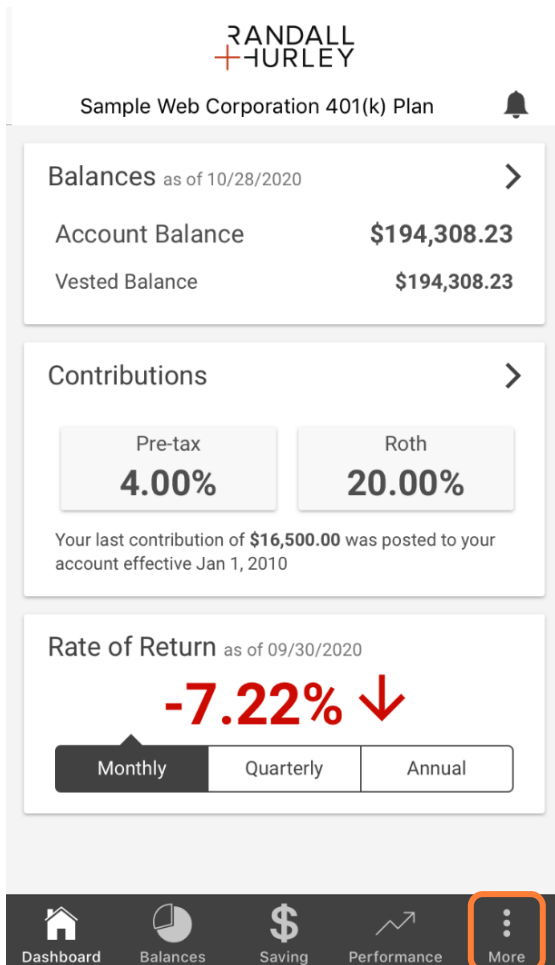 RANDALL
HURLEY
Sample Web Corporation 401(k) Plan
Balances as of 10/28/2020
Account Balance $194,308.23
Vested Balance $194,308.23
Contributions
Pre-tax Roth
4.00% 20.00%
Your last contribution of $16,500.00 was posted to your
account effective Jan 1, 2010
Rate of Return as of 09/30/2020
-7.22%
Monthly Quarterly Annual
Dashboard Balances Saving Performance More